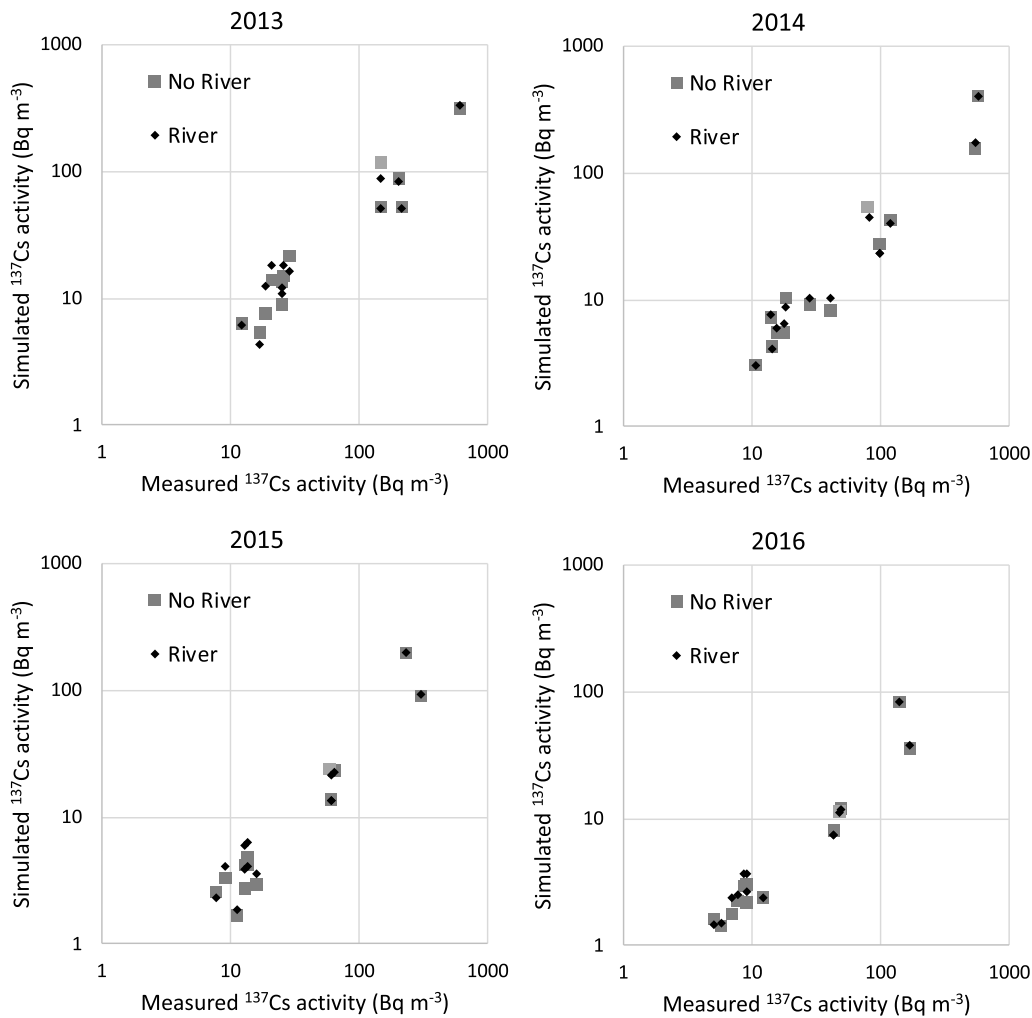 2013
1000
100
10
1
1
10
100
1000
Simulated ¹³⁷Cs activity (Bq m⁻³)
Measured ¹³⁷Cs activity (Bq m⁻³)
No River
River
2014
1000
100
10
1
1
10
100
1000
Simulated ¹³⁷Cs activity (Bq m⁻³)
Measured ¹³⁷Cs activity (Bq m⁻³)
No River
River
2015
1000
100
10
1
1
10
100
1000
Simulated ¹³⁷Cs activity (Bq m⁻³)
Measured ¹³⁷Cs activity (Bq m⁻³)
No River
River
2016
1000
100
10
1
1
10
100
1000
Simulated ¹³⁷Cs activity (Bq m⁻³)
Measured ¹³⁷Cs activity (Bq m⁻³)
No River
River